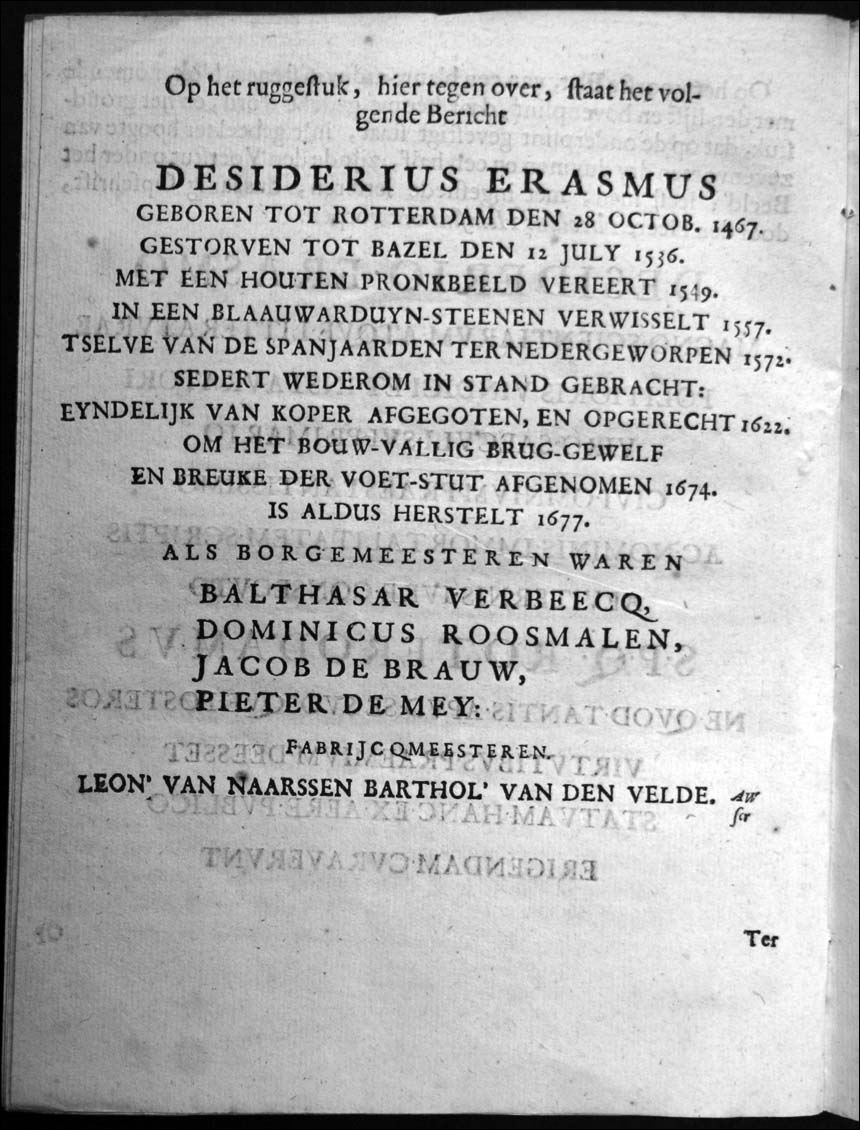 Op het ruggeſtuk, hier tegen over, ſtaat het vol-
gende Bericht
DESIDERIUS ERASMUS
GEBOREN TOT ROTTERDAM DEN 28 OCTOB. 1467.
GESTORVEN TOT BAZEL DEN 12 JULY 1536.
MET EEN HOUTEN PRONKBEELD VEREERT 1549.
IN EEN BLAAUWARDUYN-STEENEN VERWISSELT 1557.
TSELVE VAN DE SPANJAARDEN TER NEDERGEWORPEN 1572.
SEDERT WEDEROM IN STAND GEBRACHT:
EYNDELIJK VAN KOPER AFGEGOTEN, EN OPGERECHT 1622.
OM HET BOUW-VALLIG BRUG-GEWELF
EN BREUKE DER VOET-STUT AFGENOMEN 1674.
IS ALDUS HERSTELT 1677.
ALS BORGEMEESTEREN WAREN
BALTHASAR VERBEECQ,
DOMINICUS ROOSMALEN,
JACOB DE BRAUW,
PIETER DE MEY:
FABRIJCQMEESTEREN.
LEON' VAN NAARSSEN BARTHOL' VAN DEN VELDE. AW
ſcr
Ter